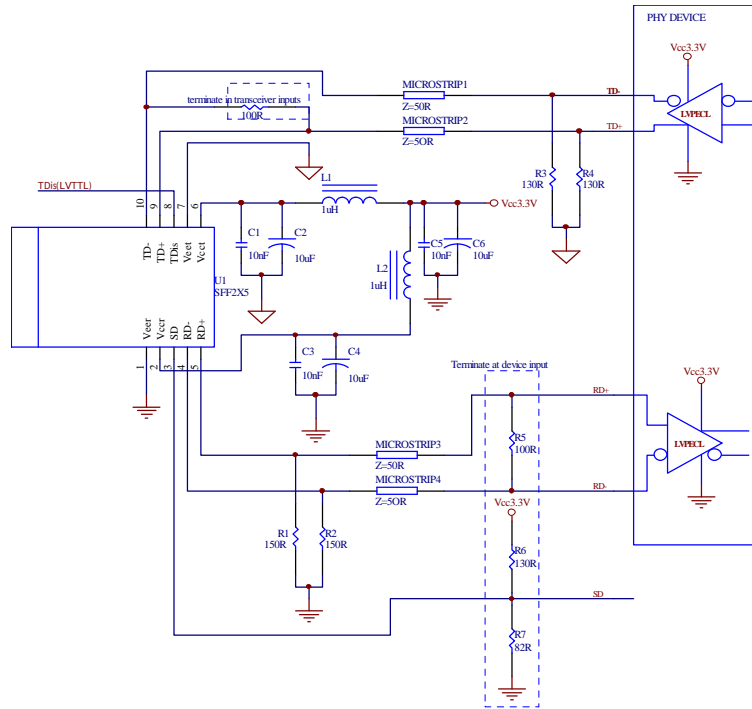 PHY DEVICE
Vcc3.3V
LVPECL
TD-
TD+
MICROSTRIP1
Z=50R
MICROSTRIP2
Z=5OR
terminate in transceiver inputs
100R
R3
130R
R4
130R
TDis(LVTTL)
10
9
8
7
6
TD-
TD+
TDis
Veet
Vcct
L1
1uH
Vcc3.3V
C1
10nF
C2
10uF
C5
10nF
C6
10uF
L2
1uH
U1
SFF2X5
Veer
Vccr
SD
RD-
RD+
1
2
3
4
5
C3
10nF
C4
10uF
Terminate at device input
RD+
Vcc3.3V
LVPECL
R5
100R
MICROSTRIP3
Z=50R
MICROSTRIP4
Z=5OR
RD-
Vcc3.3V
R1
150R
R2
150R
R6
130R
SD
R7
82R